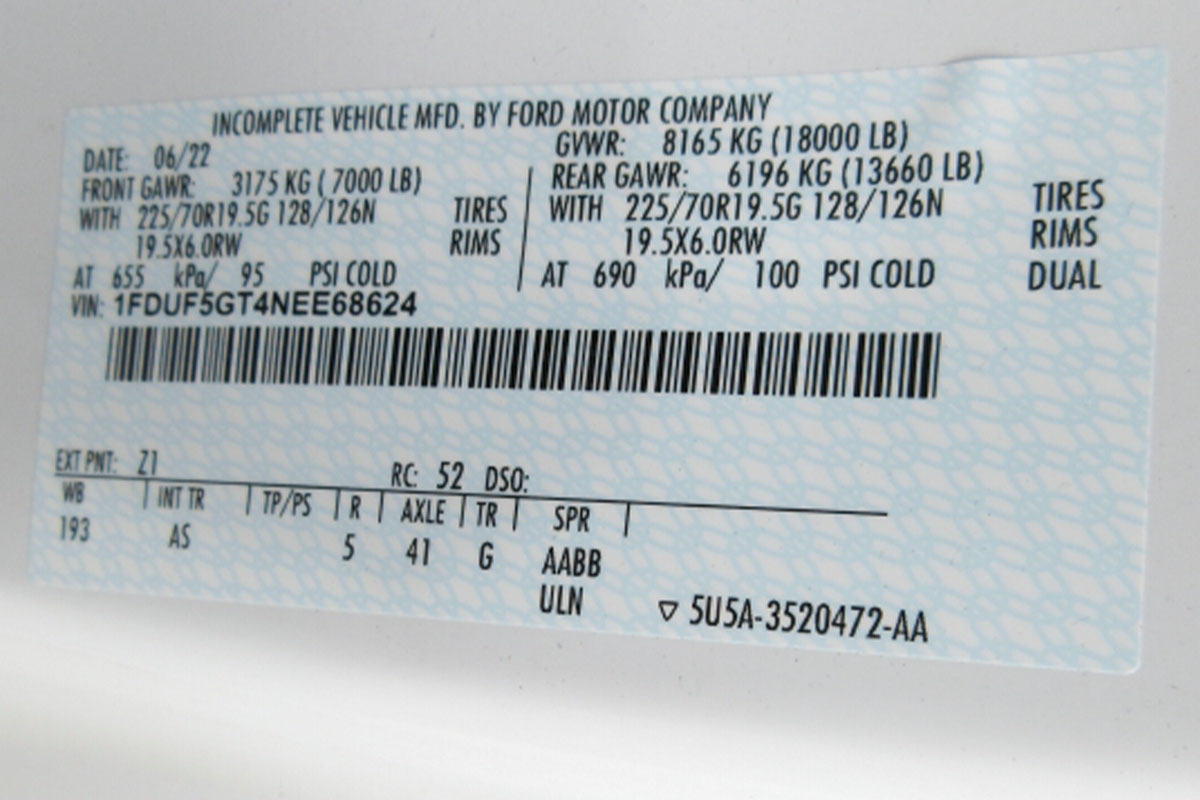 INCOMPLETE VEHICLE MFD. BY FORD MOTOR COMPANY
DATE: 06/22 GVWR: 8165 KG (18000 LB)
FRONT GAWR: 3175 KG ( 7000 LB) REAR GAWR: 6196 KG (13660 LB)
WITH 225/70R19.5G 128/126N TIRES WITH 225/70R19.5G 128/126N TIRES
19.5X6.0RW RIMS 19.5X6.0RW RIMS
AT 655 kPa/ 95 PSI COLD AT 690 kPa/ 100 PSI COLD DUAL
VIN: 1FDUF5GT4NEE68624
EXT PNT: Z1 RC: 52 DSO:
WB INT TR TP/PS R AXLE TR SPR
193 AS 5 41 G AABB
ULN ▽ 5U5A-3520472-AA